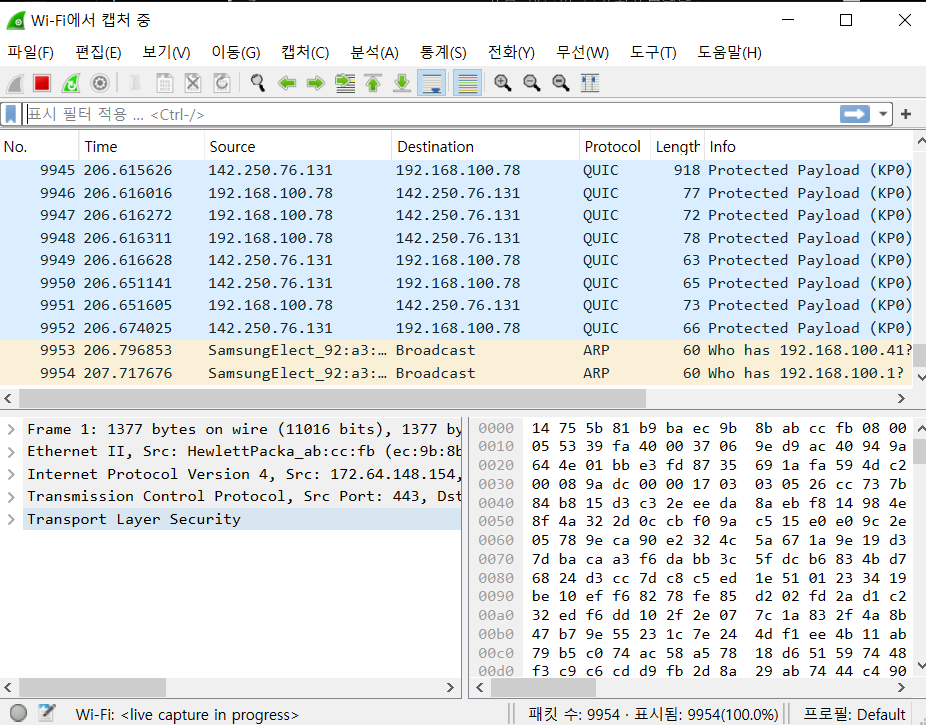 Wi-Fi에서 캡처 중
파일(F) 편집(E) 보기(V) 이동(G) 캡처(C) 분석(A) 통계(S) 전화(Y) 무선(W) 도구(T) 도움말(H)
표시 필터 적용 … <Ctrl-/>
No. Time Source Destination Protocol Length Info
9945 206.615626 142.250.76.131 192.168.100.78 QUIC 918 Protected Payload (KP0)
9946 206.616016 192.168.100.78 142.250.76.131 QUIC 77 Protected Payload (KP0)
9947 206.616272 192.168.100.78 142.250.76.131 QUIC 72 Protected Payload (KP0)
9948 206.616311 192.168.100.78 142.250.76.131 QUIC 78 Protected Payload (KP0)
9949 206.616628 192.168.100.78 142.250.76.131 QUIC 63 Protected Payload (KP0)
9950 206.651141 142.250.76.131 192.168.100.78 QUIC 65 Protected Payload (KP0)
9951 206.651605 192.168.100.78 142.250.76.131 QUIC 73 Protected Payload (KP0)
9952 206.674025 142.250.76.131 192.168.100.78 QUIC 66 Protected Payload (KP0)
9953 206.796853 SamsungElect_92:a3:… Broadcast ARP 60 Who has 192.168.100.41?
9954 207.717676 SamsungElect_92:a3:… Broadcast ARP 60 Who has 192.168.100.1?
Frame 1: 1377 bytes on wire (11016 bits), 1377 by
Ethernet II, Src: HewlettPacka_ab:cc:fb (ec:9b:8b
Internet Protocol Version 4, Src: 172.64.148.154,
Transmission Control Protocol, Src Port: 443, Dst
Transport Layer Security
0000 14 75 5b 81 b9 ba ec 9b 8b ab cc fb 08 00
0010 05 53 39 fa 40 00 37 06 9e d9 ac 40 94 9a
0020 64 4e 01 bb e3 fd 87 35 69 1a fa 59 4d c2
0030 00 08 9a dc 00 00 17 03 03 05 26 cc 73 7b
0040 84 b8 15 d3 c3 2e ee da 8a eb f8 14 98 4e
0050 8f 4a 32 2d 0c cb f0 9a c5 15 e0 e0 9c 2e
0060 05 78 9e ca 90 e2 32 4c 5a 67 1a 9e 19 d3
0070 7d ba ca a3 f6 da bb 3c 5f dc b6 83 4b d7
0080 68 24 d3 cc 7d c8 c5 ed 1e 51 01 23 34 19
0090 be 10 ef f6 82 78 fe 85 d2 02 fd 2a d1 c2
00a0 32 ed f6 dd 10 2f 2e 07 7c 1a 83 2f 4a 8b
00b0 47 b7 9e 55 23 1c 7e 24 4d f1 ee 4b 11 ab
00c0 79 b5 c0 74 ac 58 a5 78 18 d6 51 59 74 48
00d0 f3 c9 c6 cd d9 fb 2d 8a 29 ab 74 44 c4 90
Wi-Fi: <live capture in progress> 패킷 수: 9954 · 표시됨: 9954(100.0%) 프로필: Default